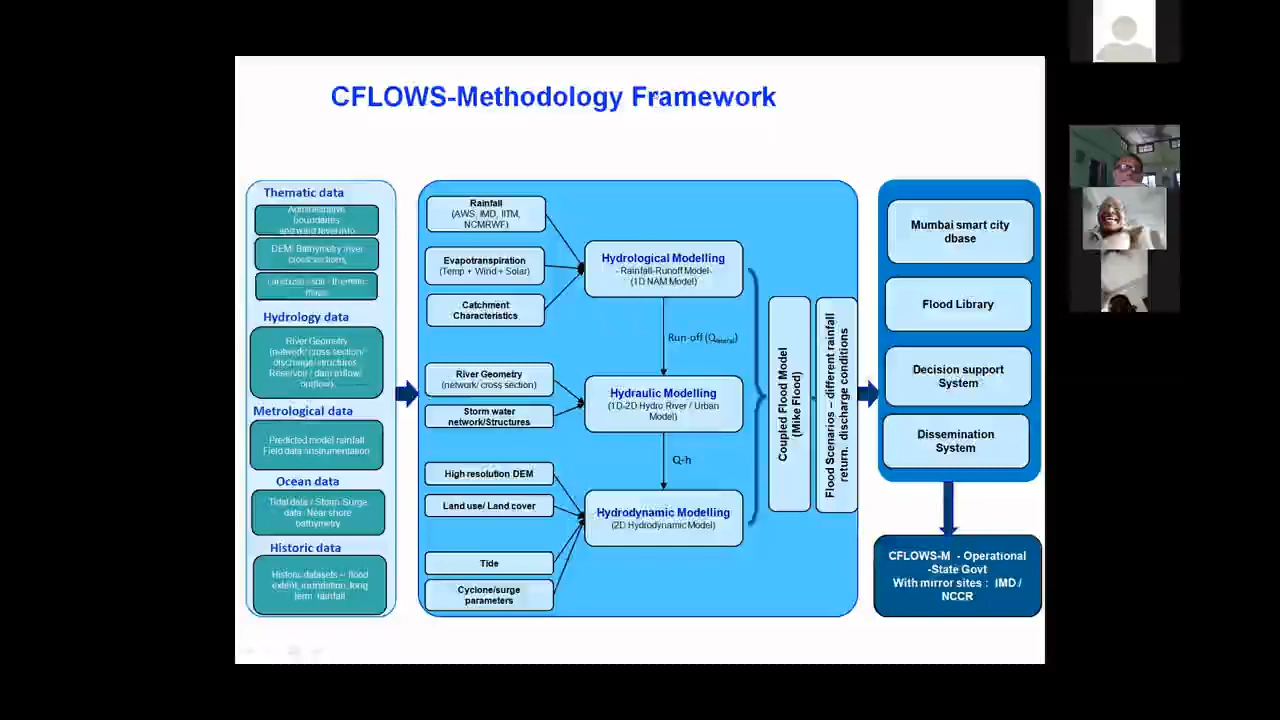 CFLOWS-Methodology Framework
Thematic data
Administrative
boundaries
and ward level info
DEM/ Bathymetry/river
cross sections,
Hydrology data
River Geometry
(network/ cross section/
discharge/structures
Reservoir / dam inflow/
outflow)
Metrological data
Predicted model rainfall
Field data /instrumentation
Ocean data
Tidal data / Storm Surge
data Near shore
bathymetry
Historic data
Historic datasets – flood
extent, inundation, long
term rainfall
Rainfall
(AWS, IMD, IITM,
NCMRWF)
Evapotranspiration
(Temp + Wind + Solar)
Catchment
Characteristics
River Geometry
(network/ cross section)
Storm water
network/Structures
High resolution DEM
Land use/ Land cover
Tide
Cyclone/surge
parameters
Hydrological Modelling
- Rainfall-Runoff Model-
(1D NAM Model)
Run-off (Qlateral)
Hydraulic Modelling
(1D-2D Hydro River / Urban
Model)
Q-h
Hydrodynamic Modelling
(2D Hydrodynamic Model)
Coupled Flood Model
(Mike Flood)
Flood Scenarios – different rainfall
return, discharge conditions
Mumbai smart city
dbase
Flood Library
Decision support
System
Dissemination
System
CFLOWS-M - Operational
-State Govt
With mirror sites : IMD /
NCCR